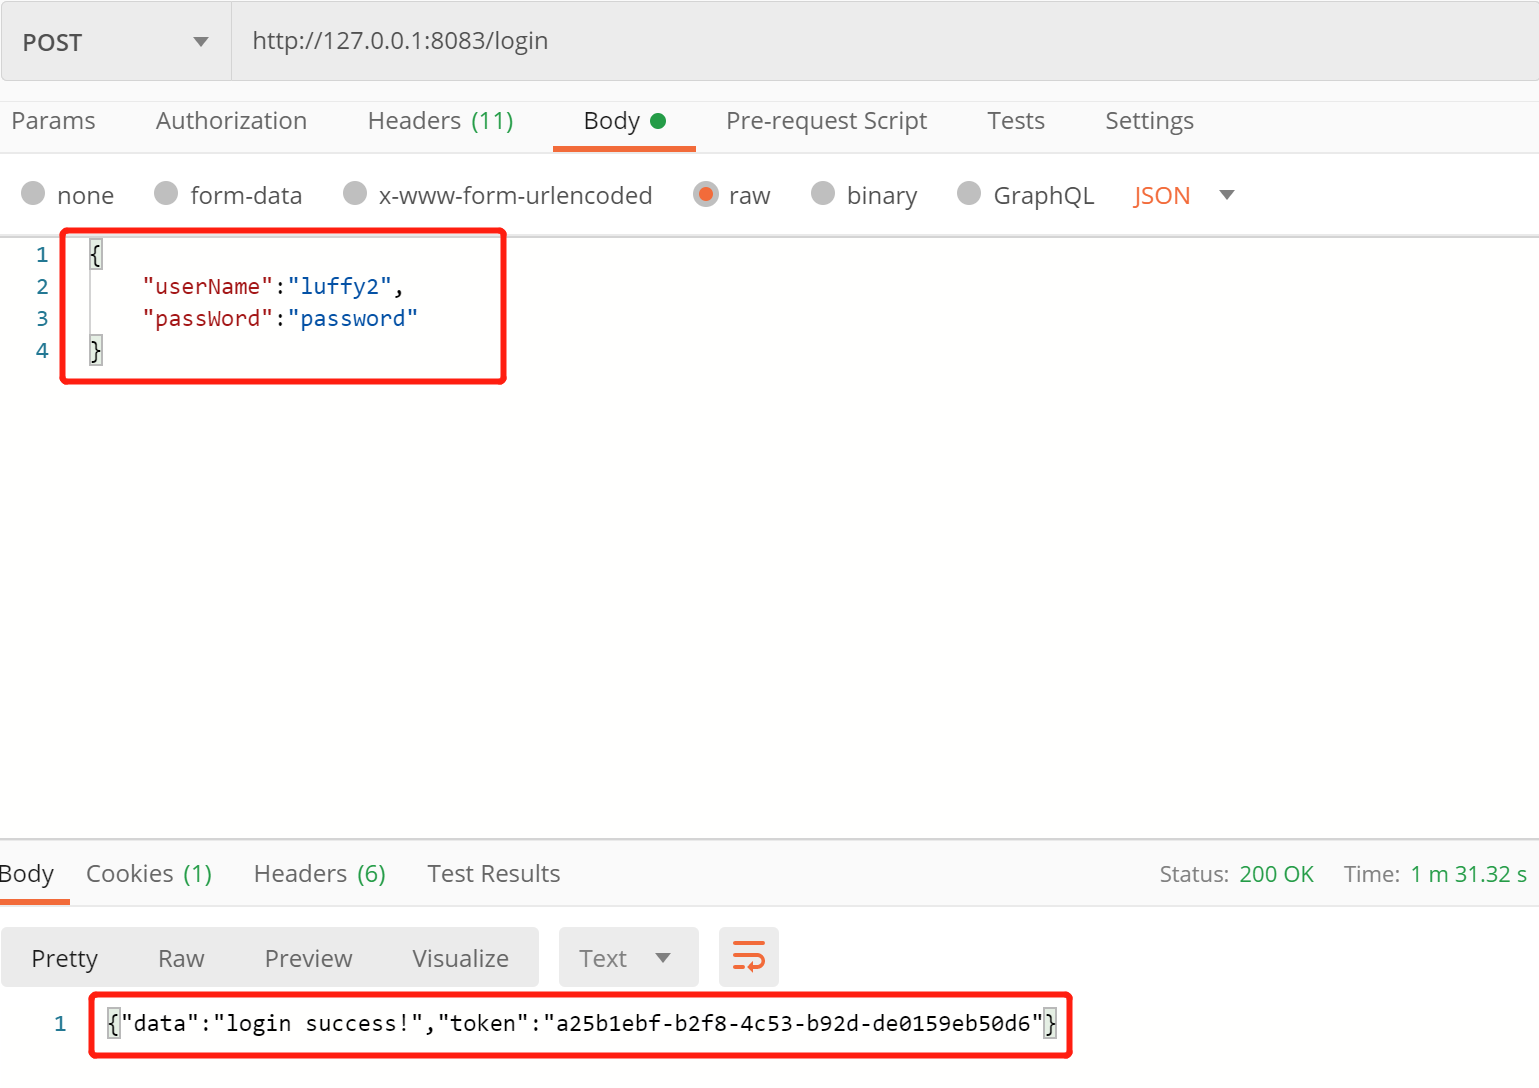 POST http://127.0.0.1:8083/login
Params Authorization Headers (11) Body Pre-request Script Tests Settings
none form-data x-www-form-urlencoded raw binary GraphQL JSON
1 {
2 "userName":"luffy2",
3 "passWord":"password"
4 }
Body Cookies (1) Headers (6) Test Results Status: 200 OK Time: 1 m 31.32 s
Pretty Raw Preview Visualize Text
1 {"data":"login success!","token":"a25b1ebf-b2f8-4c53-b92d-de0159eb50d6"}